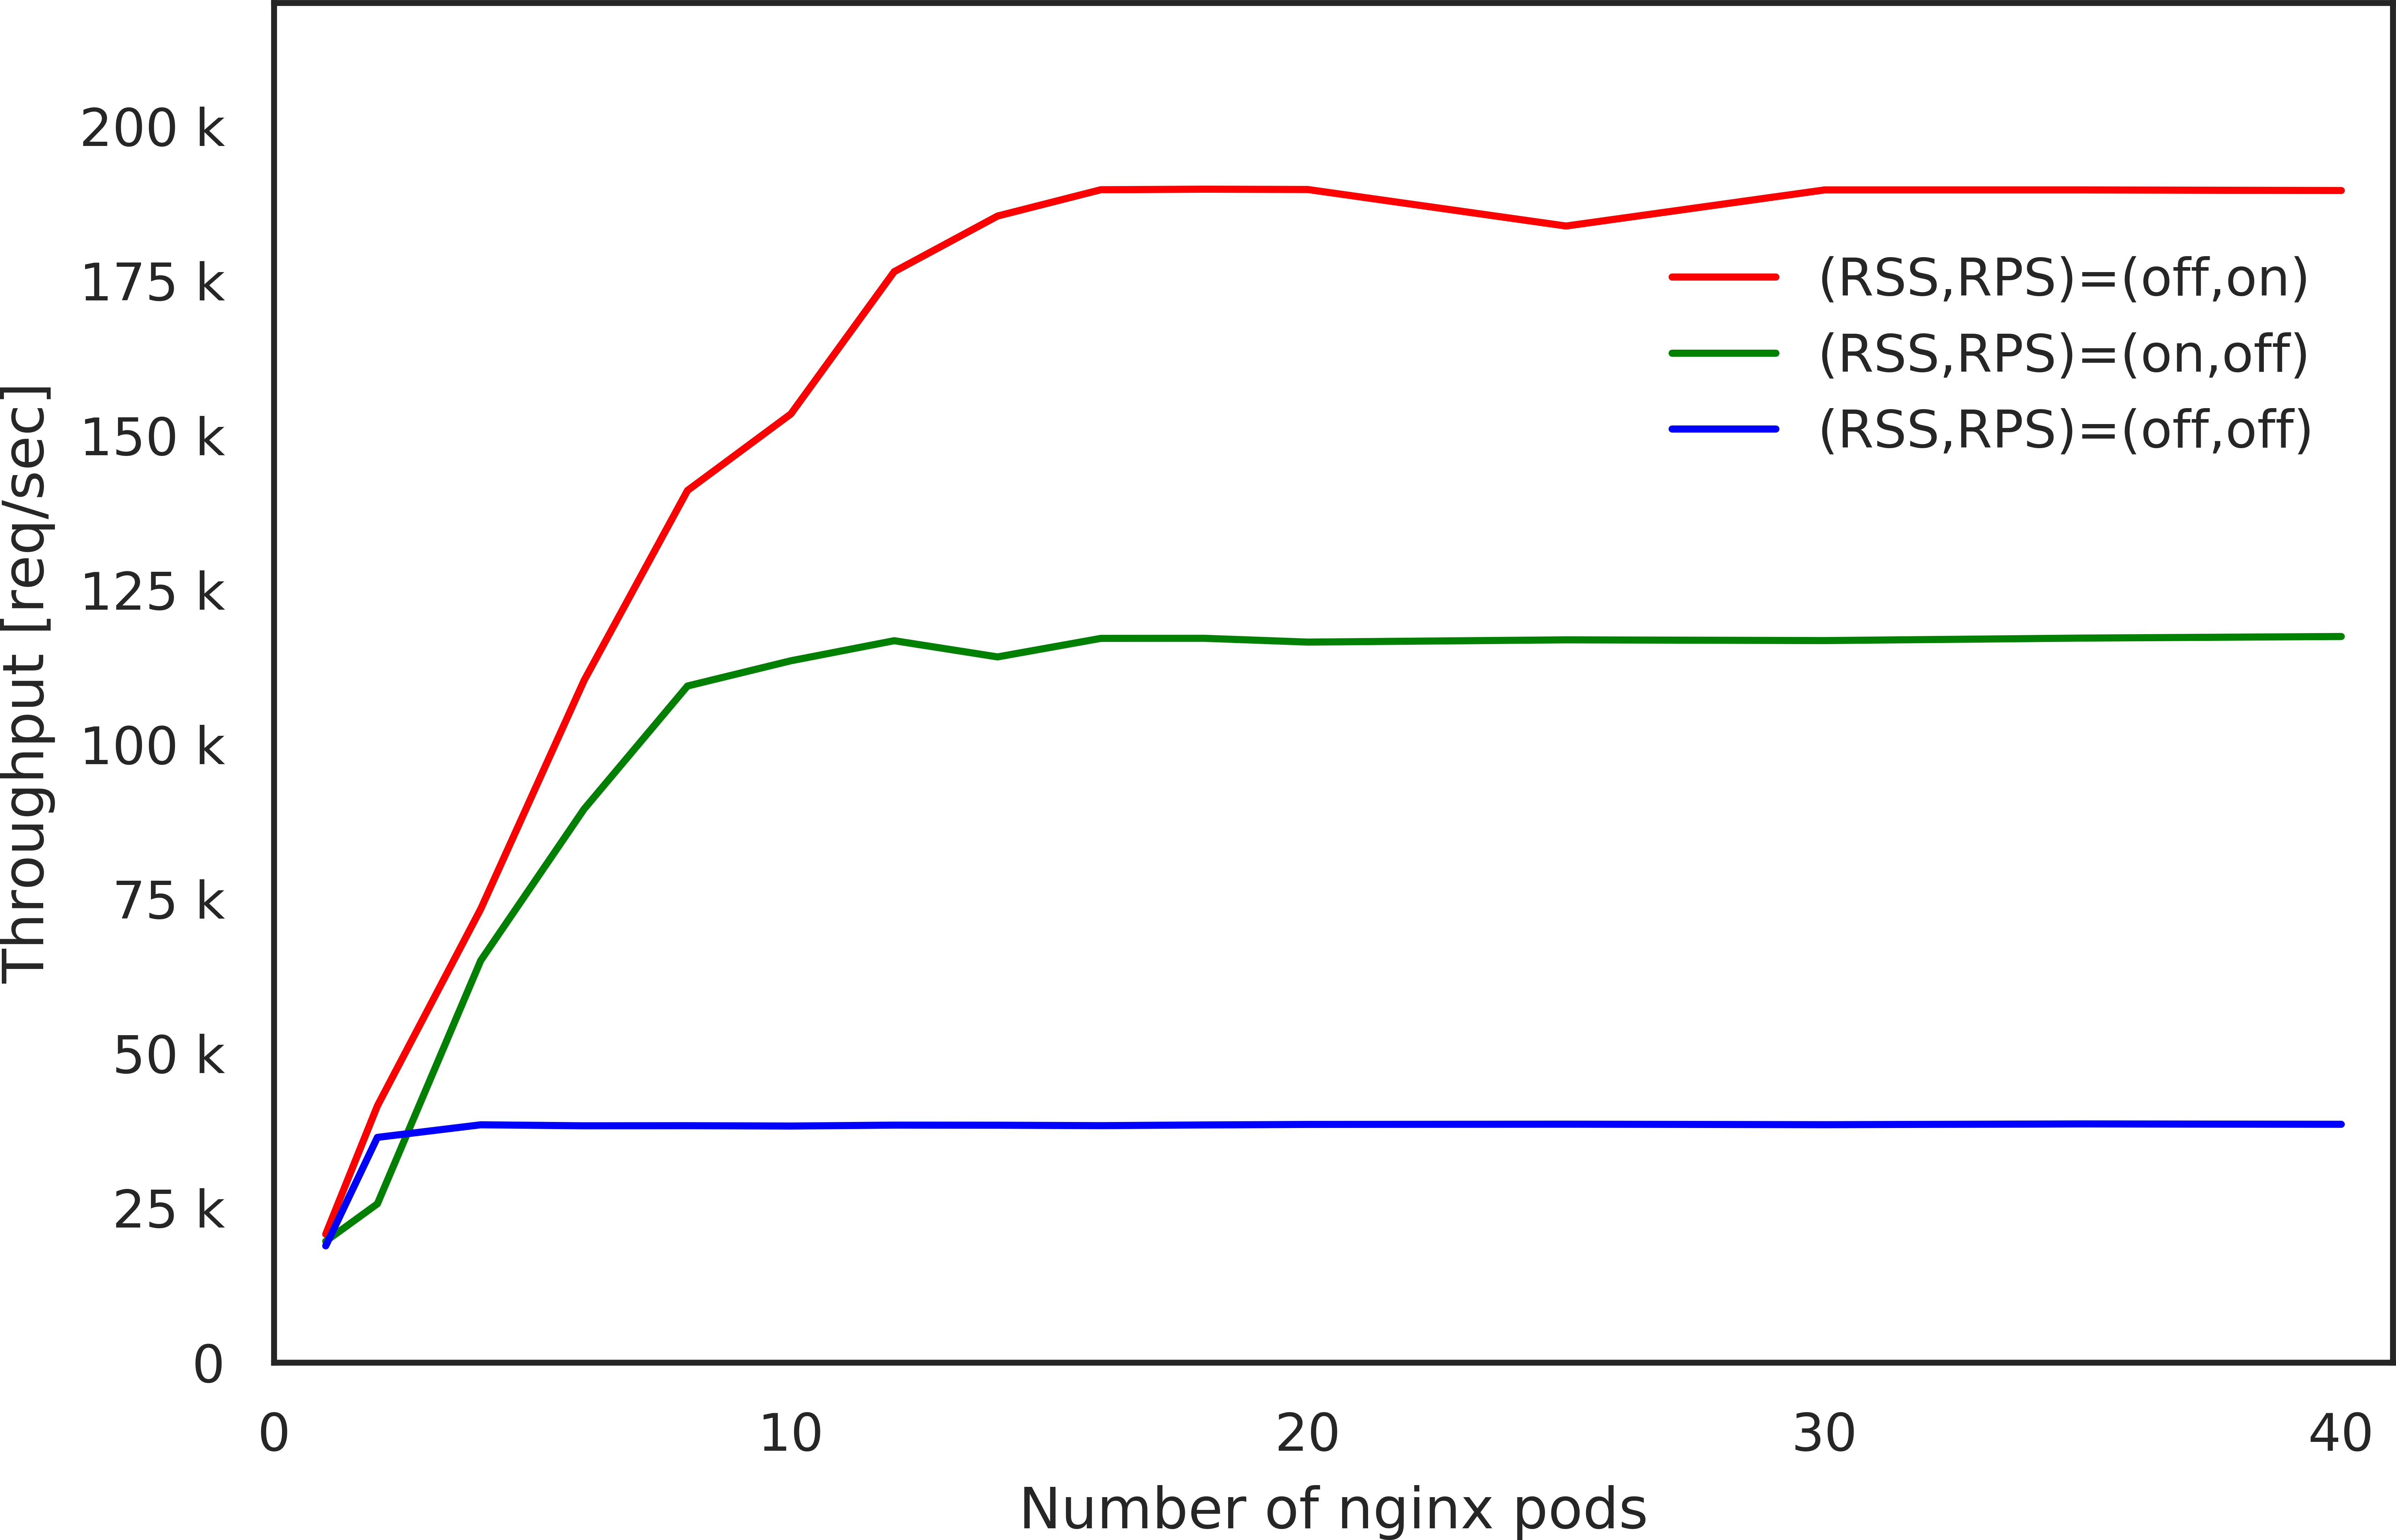 200 k
175 k
150 k
125 k
100 k
75 k
50 k
25 k
0
Throughput [req/sec]
(RSS,RPS)=(off,on)
(RSS,RPS)=(on,off)
(RSS,RPS)=(off,off)
0 10 20 30 40
Number of nginx pods